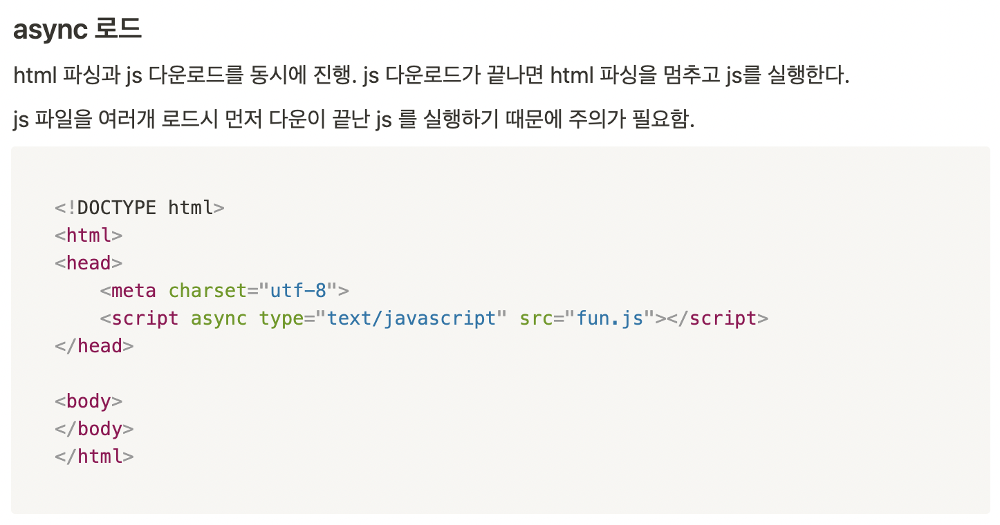 async 로드
html 파싱과 js 다운로드를 동시에 진행. js 다운로드가 끝나면 html 파싱을 멈추고 js를 실행한다.
js 파일을 여러개 로드시 먼저 다운이 끝난 js 를 실행하기 때문에 주의가 필요함.
<!DOCTYPE html>
<html>
<head>
    <meta charset="utf-8">
    <script async type="text/javascript" src="fun.js"></script>
</head>
<body>
</body>
</html>